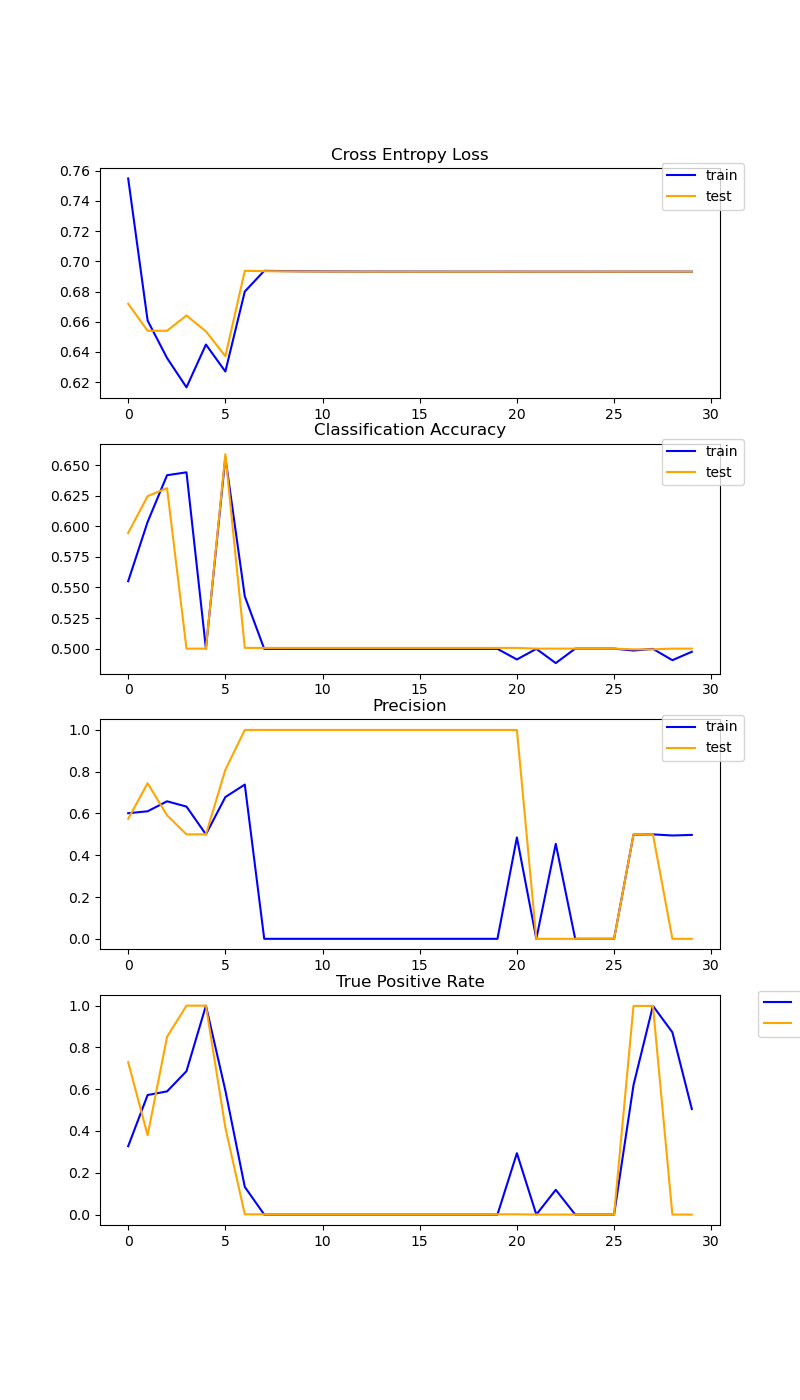 Cross Entropy Loss
0.76
0.74
0.72
0.70
0.68
0.66
0.64
0.62
train
test
0 5 10 15 20 25 30
Classification Accuracy
0.650
0.625
0.600
0.575
0.550
0.525
0.500
train
test
0 5 10 15 20 25 30
Precision
1.0
0.8
0.6
0.4
0.2
0.0
train
test
0 5 10 15 20 25 30
True Positive Rate
1.0
0.8
0.6
0.4
0.2
0.0
0 5 10 15 20 25 30